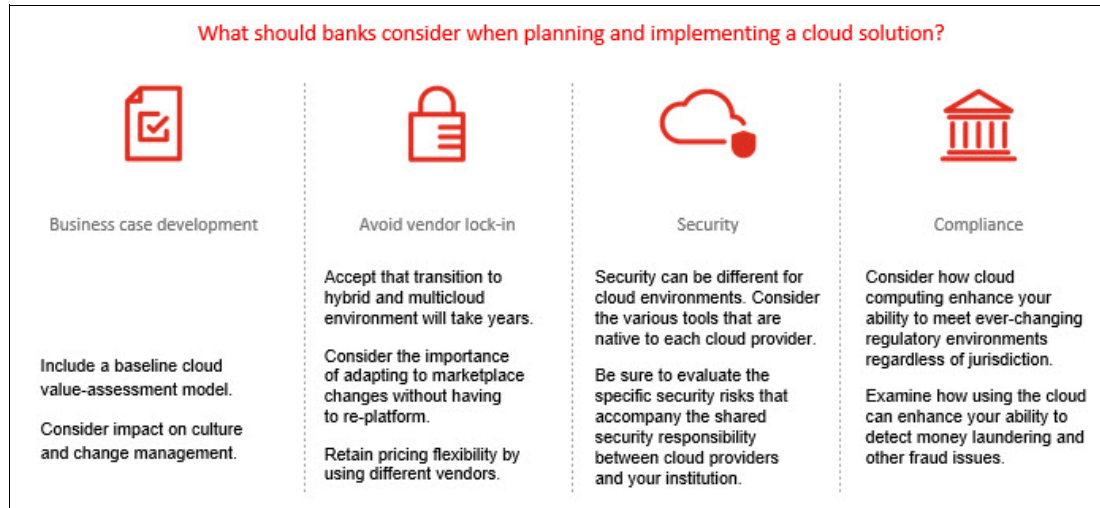 What should banks consider when planning and implementing a cloud solution?
Business case development
Include a baseline cloud
value-assessment model.
Consider impact on culture
and change management.
Avoid vendor lock-in
Accept that transition to
hybrid and multicloud
environment will take years.
Consider the importance
of adapting to marketplace
changes without having
to re-platform.
Retain pricing flexibility by
using different vendors.
Security
Security can be different for
cloud environments. Consider
the various tools that are
native to each cloud provider.
Be sure to evaluate the
specific security risks that
accompany the shared
security responsibility
between cloud providers
and your institution.
Compliance
Consider how cloud
computing enhance your
ability to meet ever-changing
regulatory environments
regardless of jurisdiction.
Examine how using the cloud
can enhance your ability to
detect money laundering and
other fraud issues.